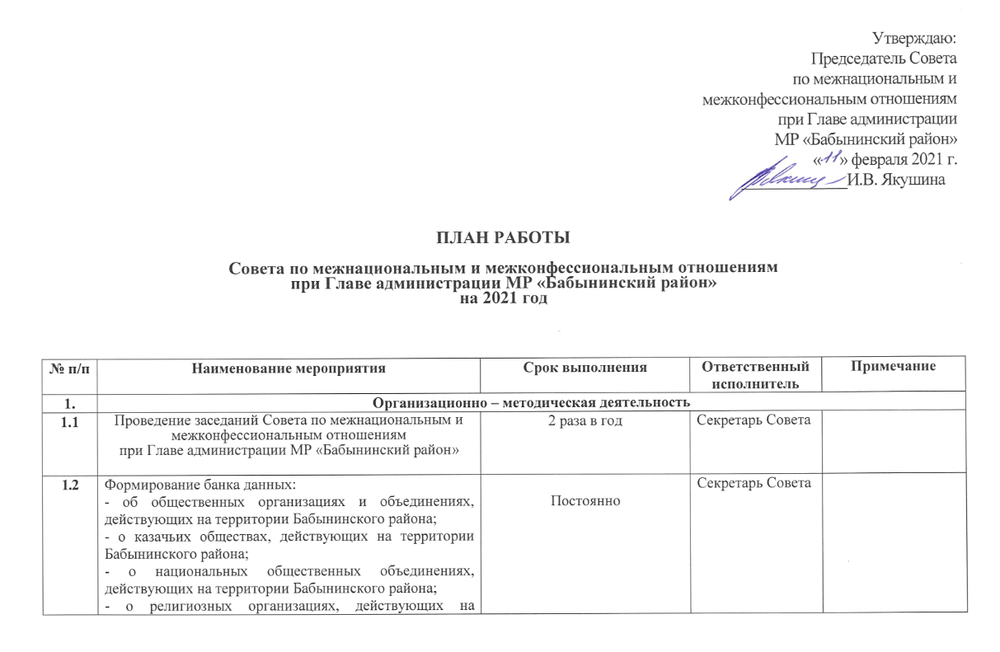 Утверждаю:
Председатель Совета
по межнациональным и
межконфессиональным отношениям
при Главе администрации
МР «Бабынинский район»
«11» февраля 2021 г.
И.В. Якушина
ПЛАН РАБОТЫ
Совета по межнациональным и межконфессиональным отношениям
при Главе администрации МР «Бабынинский район»
на 2021 год
№ п/п
Наименование мероприятия
Срок выполнения
Ответственный
исполнитель
Примечание
1.
Организационно – методическая деятельность
1.1
Проведение заседаний Совета по межнациональным и
межконфессиональным отношениям
при Главе администрации МР «Бабынинский район»
2 раза в год
Секретарь Совета
1.2
Формирование банка данных:
- об общественных организациях и объединениях,
действующих на территории Бабынинского района;
- о казачьих обществах, действующих на территории
Бабынинского района;
- о национальных общественных объединениях,
действующих на территории Бабынинского района;
- о религиозных организациях, действующих на
Постоянно
Секретарь Совета